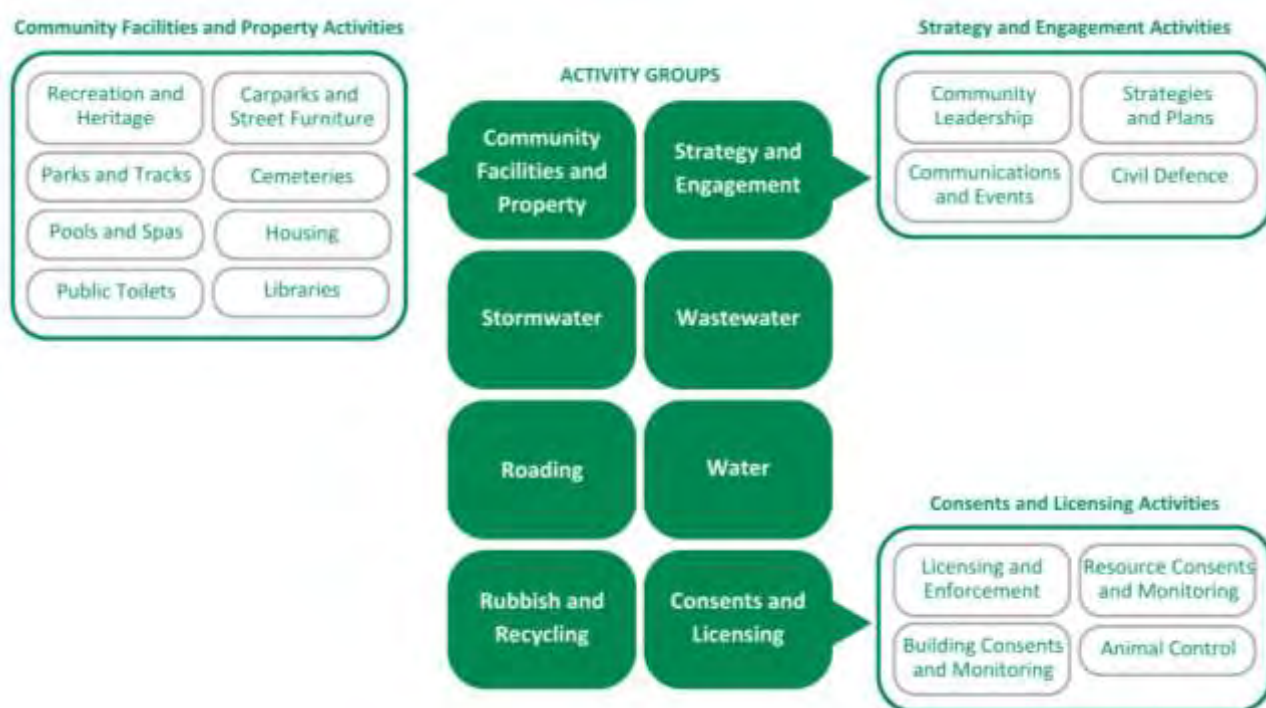 Community Facilities and Property Activities
Recreation and
Heritage
Carparks and
Street Furniture
Parks and Tracks
Cemeteries
Pools and Spas
Housing
Public Toilets
Libraries
ACTIVITY GROUPS
Community
Facilities and
Property
Strategy and
Engagement
Stormwater
Wastewater
Roading
Water
Rubbish and
Recycling
Consents and
Licensing
Strategy and Engagement Activities
Community
Leadership
Strategies
and Plans
Communications
and Events
Civil Defence
Consents and Licensing Activities
Licensing and
Enforcement
Resource Consents
and Monitoring
Building Consents
and Monitoring
Animal Control